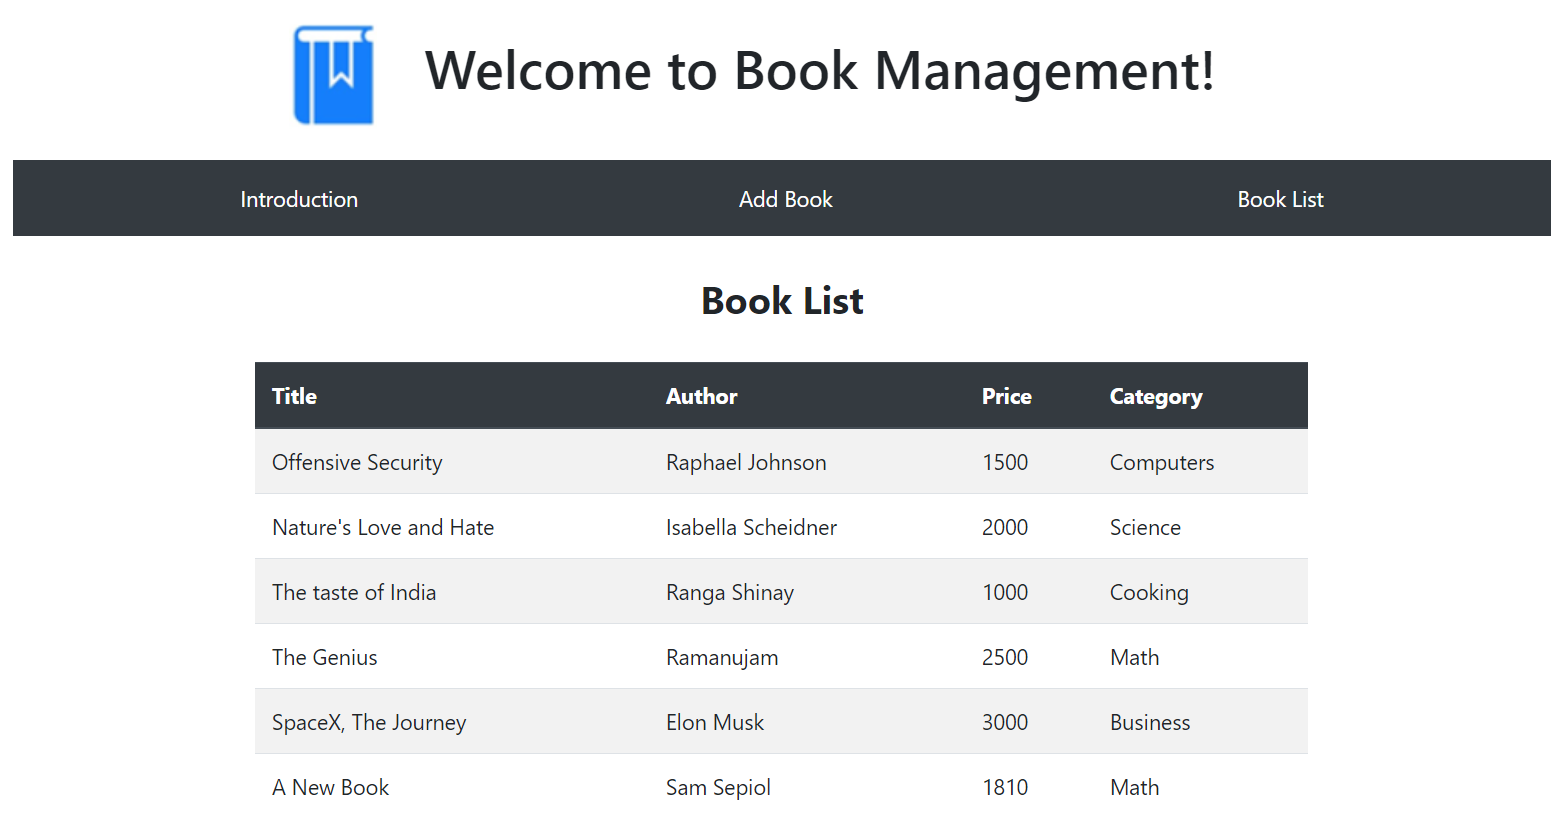 Welcome to Book Management!
Introduction Add Book Book List
Book List
Title Author Price Category
Offensive Security Raphael Johnson 1500 Computers
Nature's Love and Hate Isabella Scheidner 2000 Science
The taste of India Ranga Shinay 1000 Cooking
The Genius Ramanujam 2500 Math
SpaceX, The Journey Elon Musk 3000 Business
A New Book Sam Sepiol 1810 Math